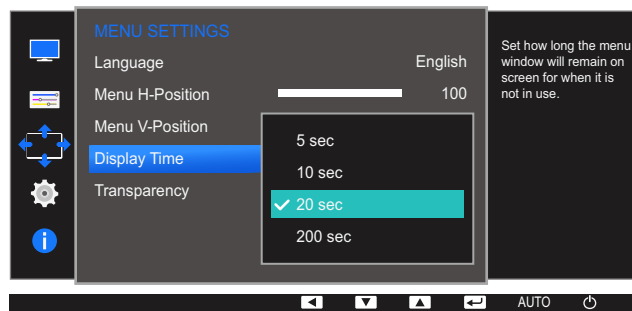 MENU SETTINGS
Language English
Menu H-Position 100
Menu V-Position
Display Time
Transparency
5 sec
10 sec
20 sec
200 sec
Set how long the menu
window will remain on
screen for when it is
not in use.
AUTO